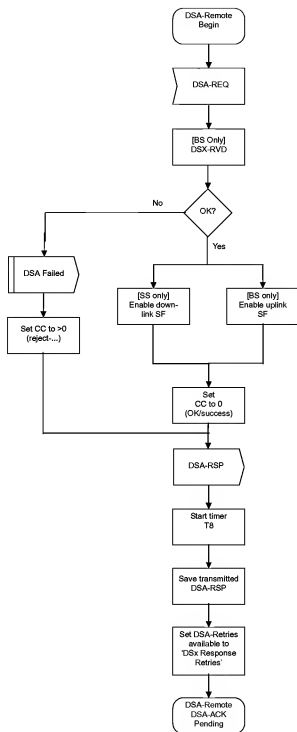 DSA-Remote
Begin
DSA-REQ
[BS Only]
DSX-RVD
No
OK?
Yes
DSA Failed
[SS only]
Enable down-
link SF
[BS only]
Enable uplink
SF
Set CC to >0
(reject-...)
Set
CC to 0
(OK/success)
DSA-RSP
Start timer
T8
Save transmitted
DSA-RSP
Set DSA-Retries
available to
'DSx Response
Retries'
DSA-Remote
DSA-ACK
Pending